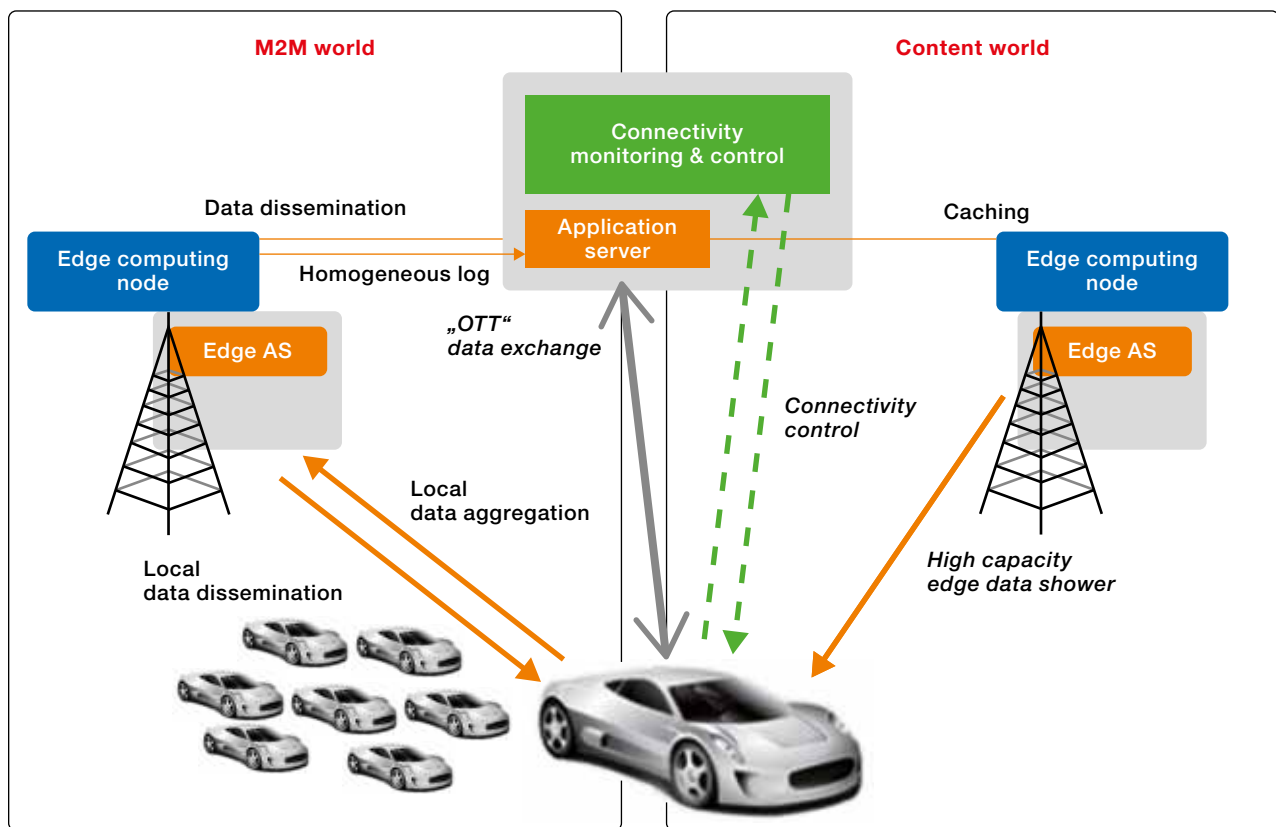 M2M world
Content world
Connectivity
monitoring & control
Data dissemination
Application
server
Caching
Edge computing
node
Homogeneous log
Edge computing
node
„OTT“
data exchange
Edge AS
Edge AS
Connectivity
control
Local
data aggregation
Local
data dissemination
High capacity
edge data shower